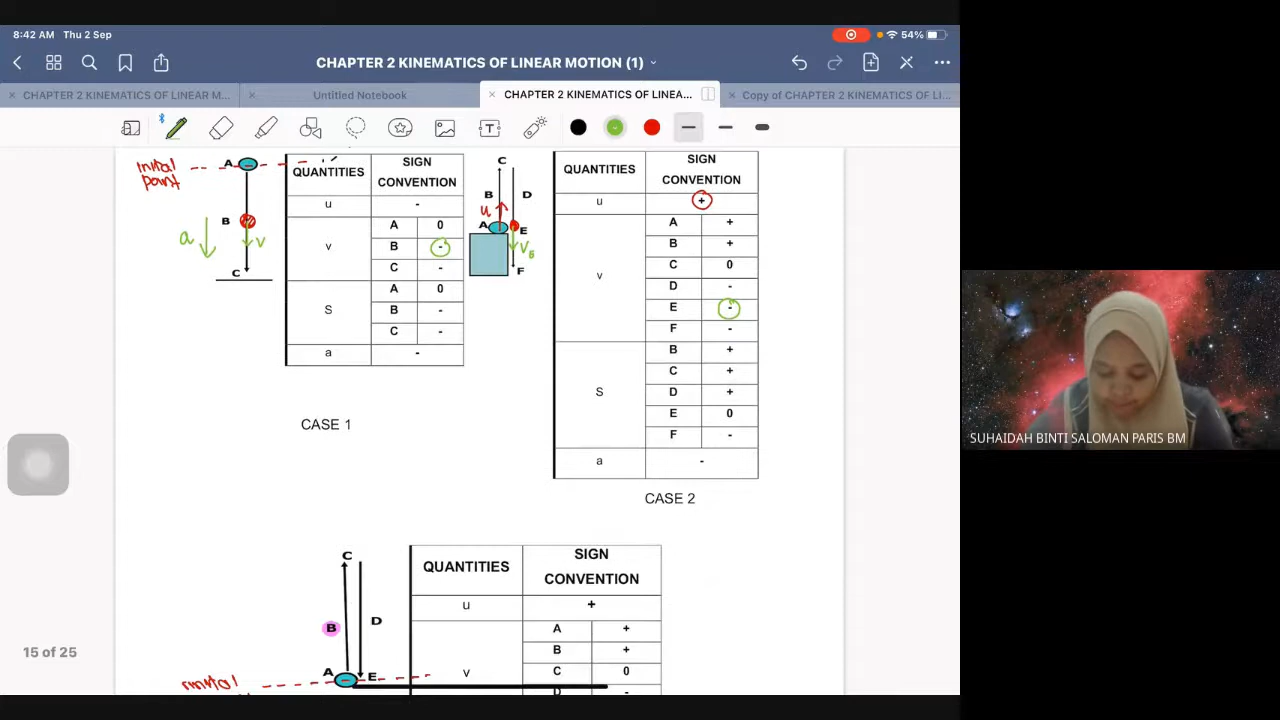 8:42 AM Thu 2 Sep
54%
CHAPTER 2 KINEMATICS OF LINEAR MOTION (1)
CHAPTER 2 KINEMATICS OF LINEAR M...
Untitled Notebook
CHAPTER 2 KINEMATICS OF LINEA...
Copy of CHAPTER 2 KINEMATICS OF LI...
Initial point
A
B
C
a
v
QUANTITIES SIGN CONVENTION
u -
v A 0
B -
C -
S A 0
B -
C -
a -
CASE 1
C
B D
u
A E
F
QUANTITIES SIGN CONVENTION
u +
v A +
B +
C 0
D -
E -
F -
S B +
C +
D +
E 0
F -
a -
CASE 2
C
B D
A E
QUANTITIES SIGN CONVENTION
u +
v A +
B +
C 0
D -
15 of 25
SUHAIDAH BINTI SALOMAN PARIS BM